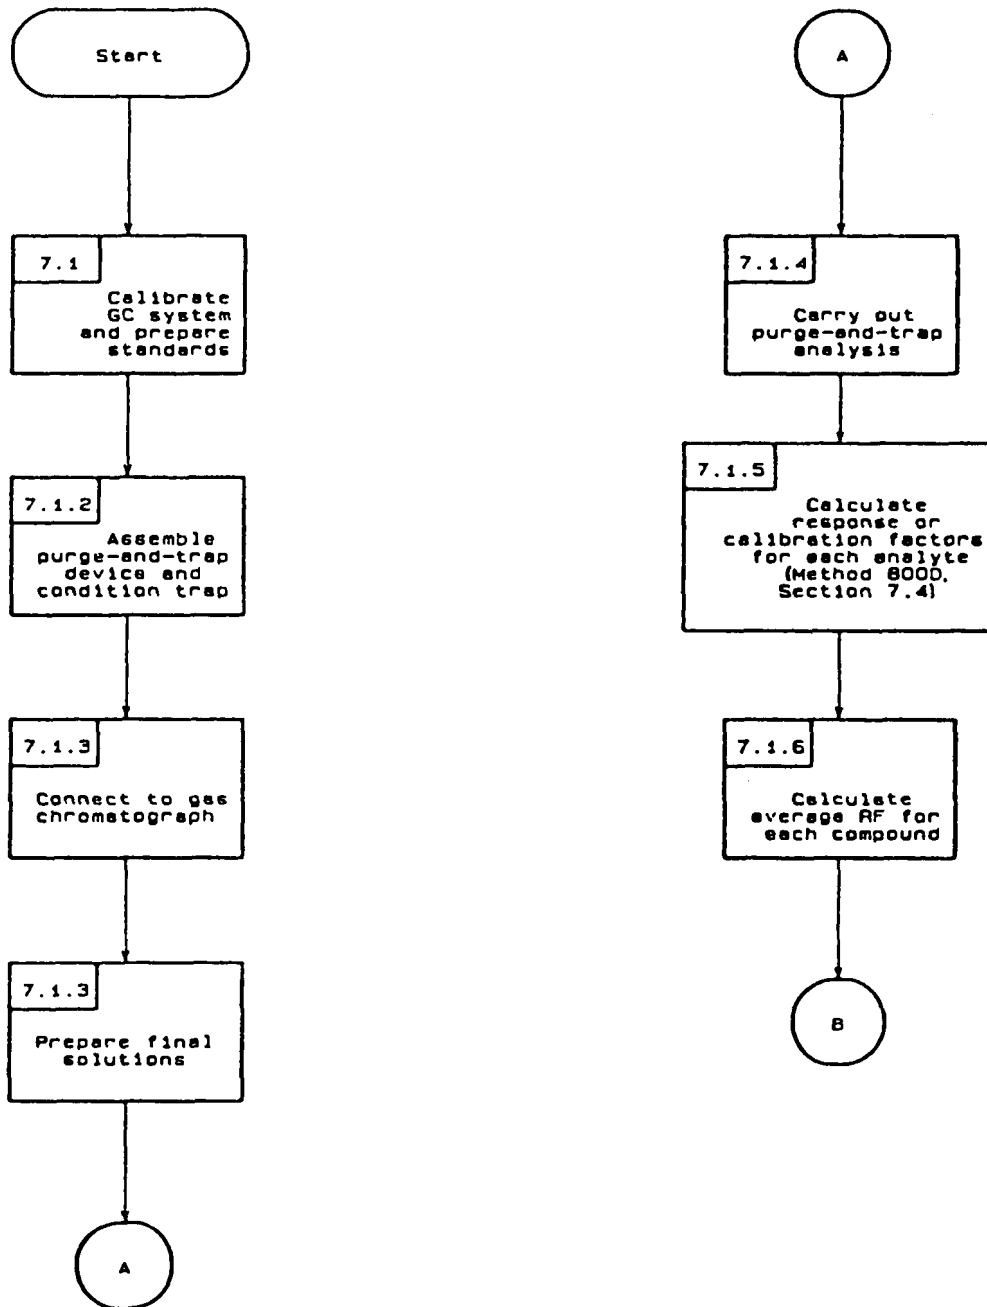 Start
7.1
Calibrate
GC system
and prepare
standards
7.1.2
Assemble
purge-and-trap
device and
condition trap
7.1.3
Connect to gas
chromatograph
7.1.3
Prepare final
solutions
A
A
7.1.4
Carry out
purge-and-trap
analysis
7.1.5
Calculate
response or
calibration factors
for each analyte
(Method 8000,
Section 7.4)
7.1.6
Calculate
average RF for
each compound
B